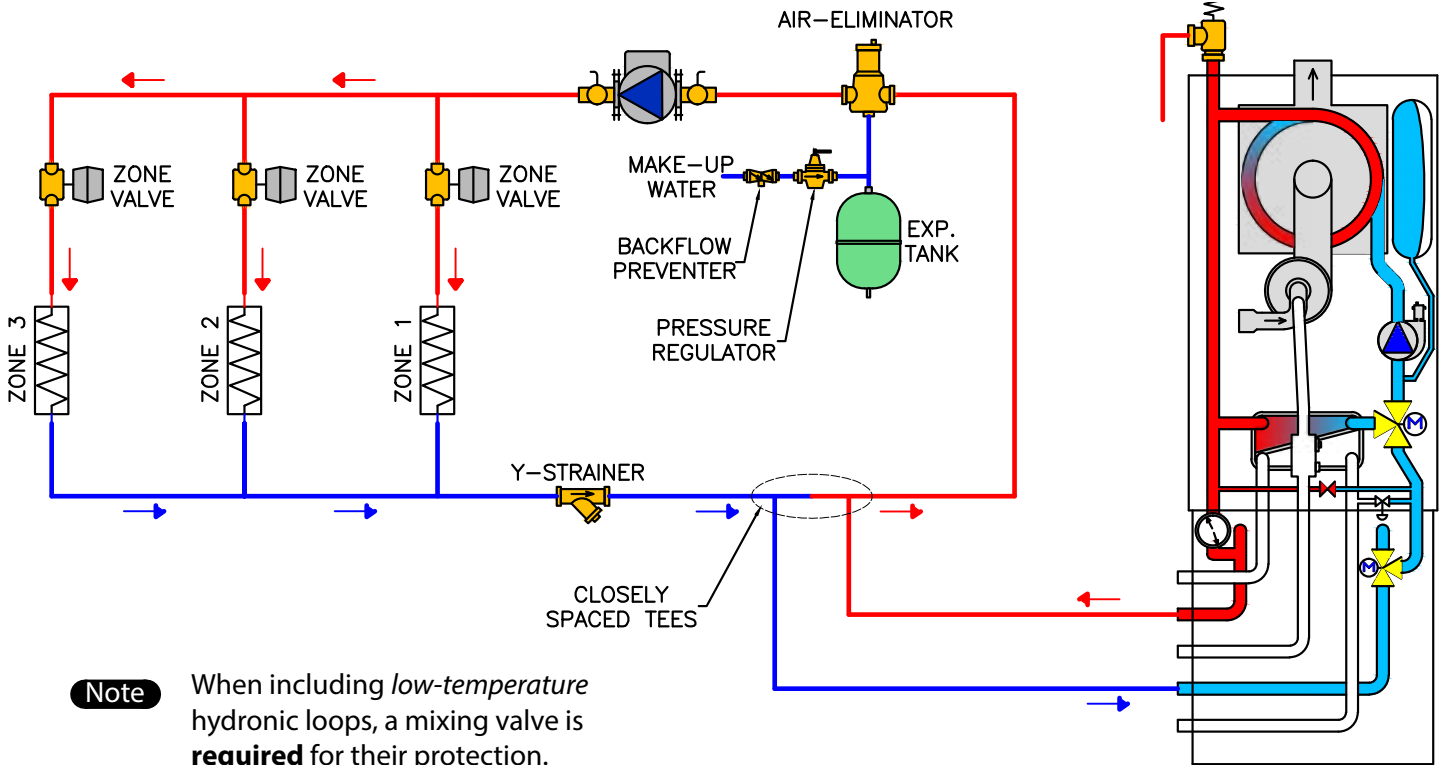 AIR-ELIMINATOR
ZONE
VALVE
ZONE
VALVE
ZONE
VALVE
MAKE-UP
WATER
BACKFLOW
PREVENTER
EXP.
TANK
PRESSURE
REGULATOR
ZONE 3
ZONE 2
ZONE 1
M
Y-STRAINER
M
CLOSELY
SPACED TEES
Note
When including low-temperature
hydronic loops, a mixing valve is
required for their protection.